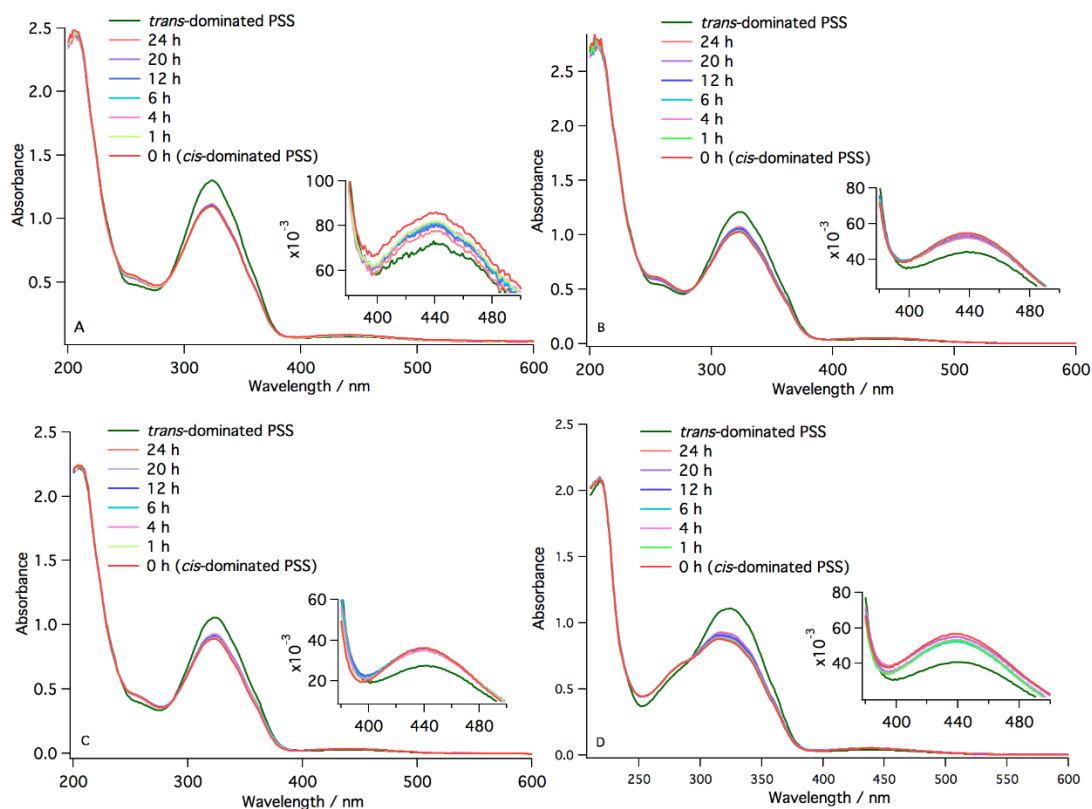 trans-dominated PSS
24 h
20 h
12 h
6 h
4 h
1 h
0 h (cis-dominated PSS)
2.5
2.0
1.5
1.0
0.5
Absorbance
100
80
60
x10⁻³
400 440 480
A
200 300 400 500 600
Wavelength / nm
trans-dominated PSS
24 h
20 h
12 h
6 h
4 h
1 h
0 h (cis-dominated PSS)
2.5
2.0
1.5
1.0
0.5
0.0
Absorbance
80
60
40
x10⁻³
400 440 480
B
200 300 400 500 600
Wavelength / nm
trans-dominated PSS
24 h
20 h
12 h
6 h
4 h
1 h
0 h (cis-dominated PSS)
2.5
2.0
1.5
1.0
0.5
0.0
Absorbance
60
40
20
x10⁻³
400 440 480
C
200 300 400 500 600
Wavelength / nm
trans-dominated PSS
24 h
20 h
12 h
6 h
4 h
1 h
0 h (cis-dominated PSS)
2.5
2.0
1.5
1.0
0.5
0.0
Absorbance
80
60
40
x10⁻³
400 440 480
D
250 300 350 400 450 500 550 600
Wavelength / nm